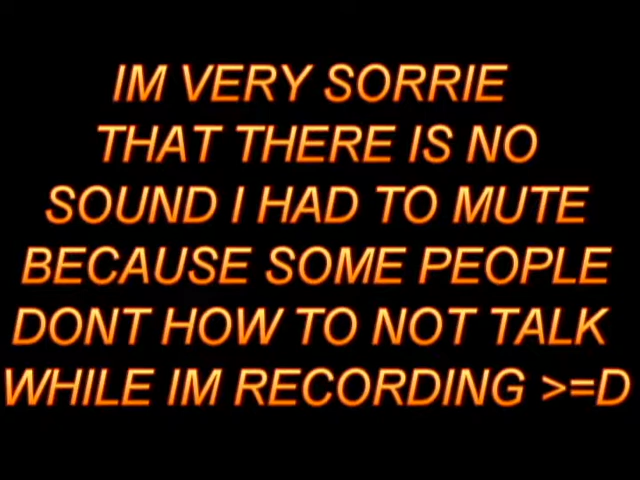 IM VERY SORRIE
THAT THERE IS NO
SOUND I HAD TO MUTE
BECAUSE SOME PEOPLE
DONT HOW TO NOT TALK
WHILE IM RECORDING >=D